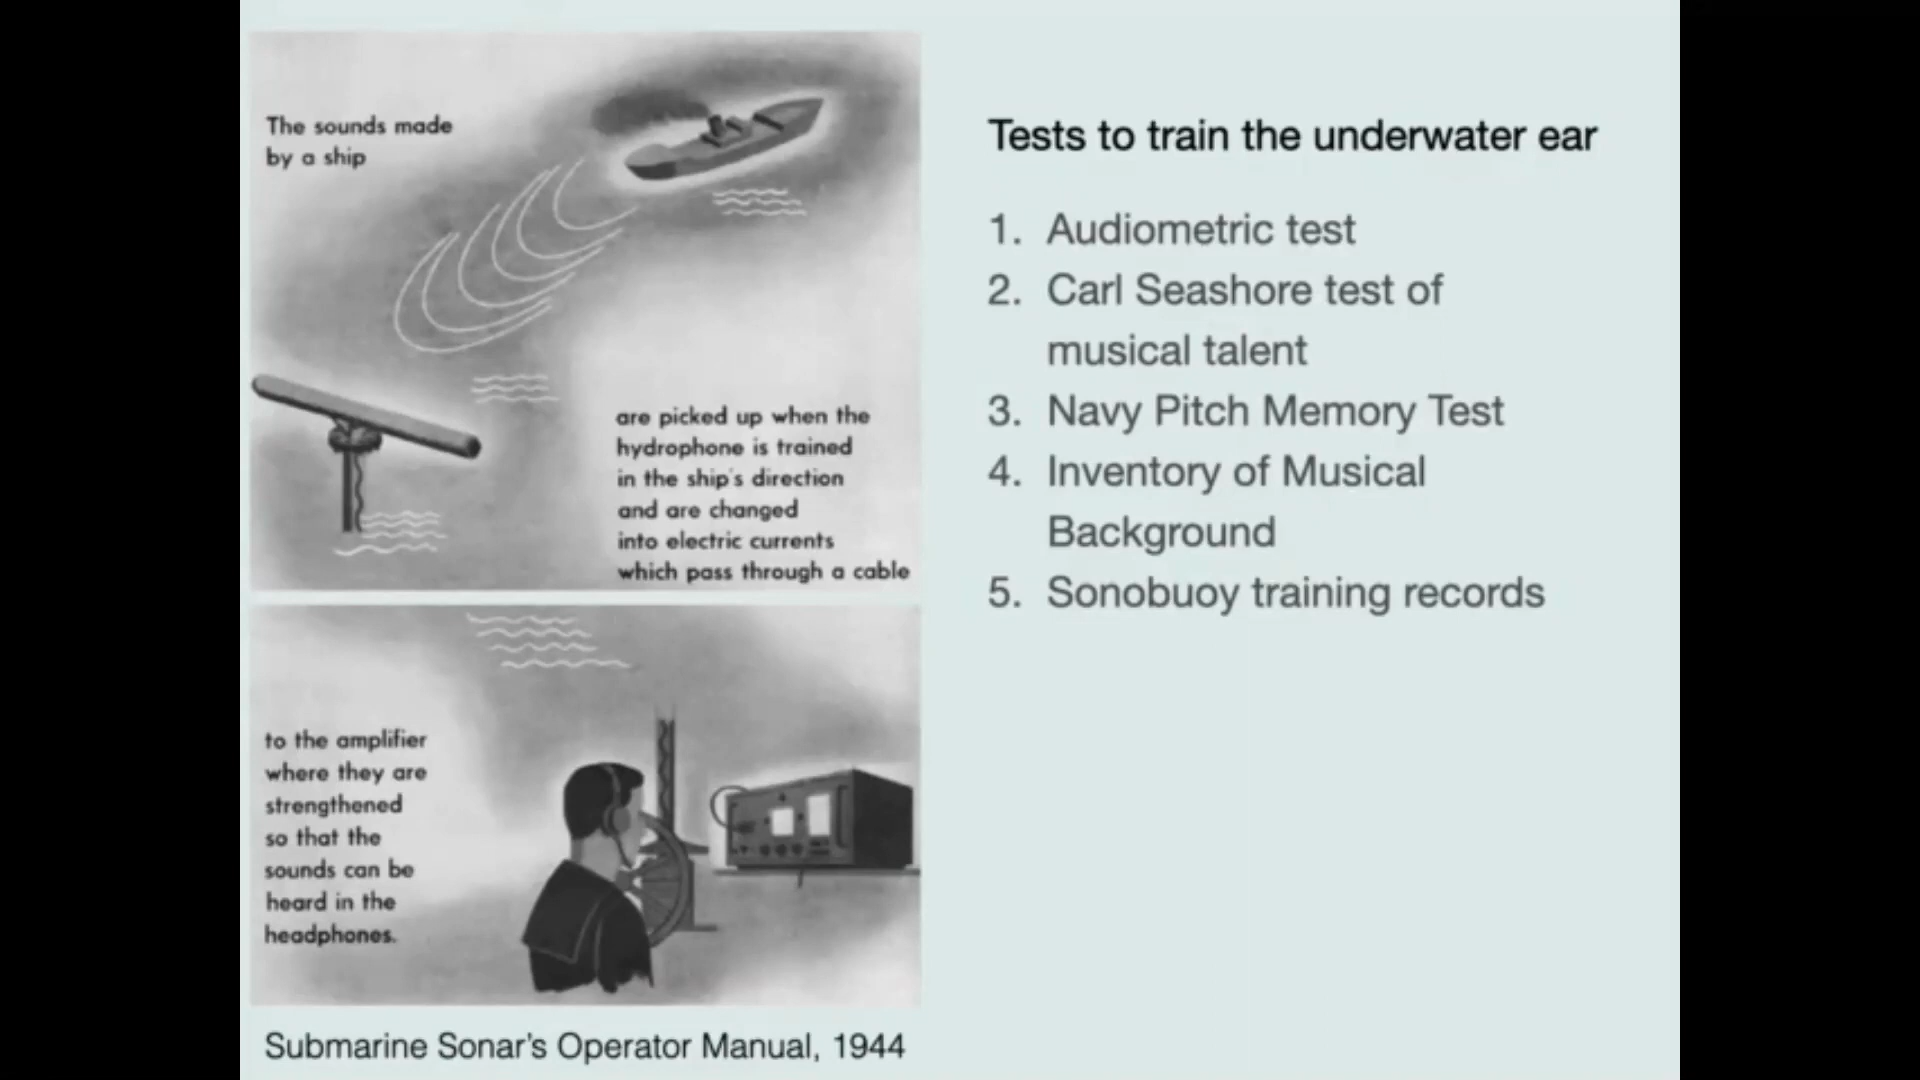 The sounds made
by a ship
are picked up when the
hydrophone is trained
in the ship's direction
and are changed
into electric currents
which pass through a cable
to the amplifier
where they are
strengthened
so that the
sounds can be
heard in the
headphones.
Submarine Sonar's Operator Manual, 1944
Tests to train the underwater ear
1. Audiometric test
2. Carl Seashore test of
musical talent
3. Navy Pitch Memory Test
4. Inventory of Musical
Background
5. Sonobuoy training records